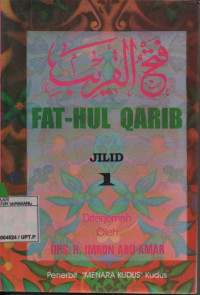 فتح القريب
FAT-HUL QARIB
JILID
1
Diterjemah
Oleh
DRS. H. IMRON ABU AMAR
Penerbit "MENARA KUDUS" Kudus